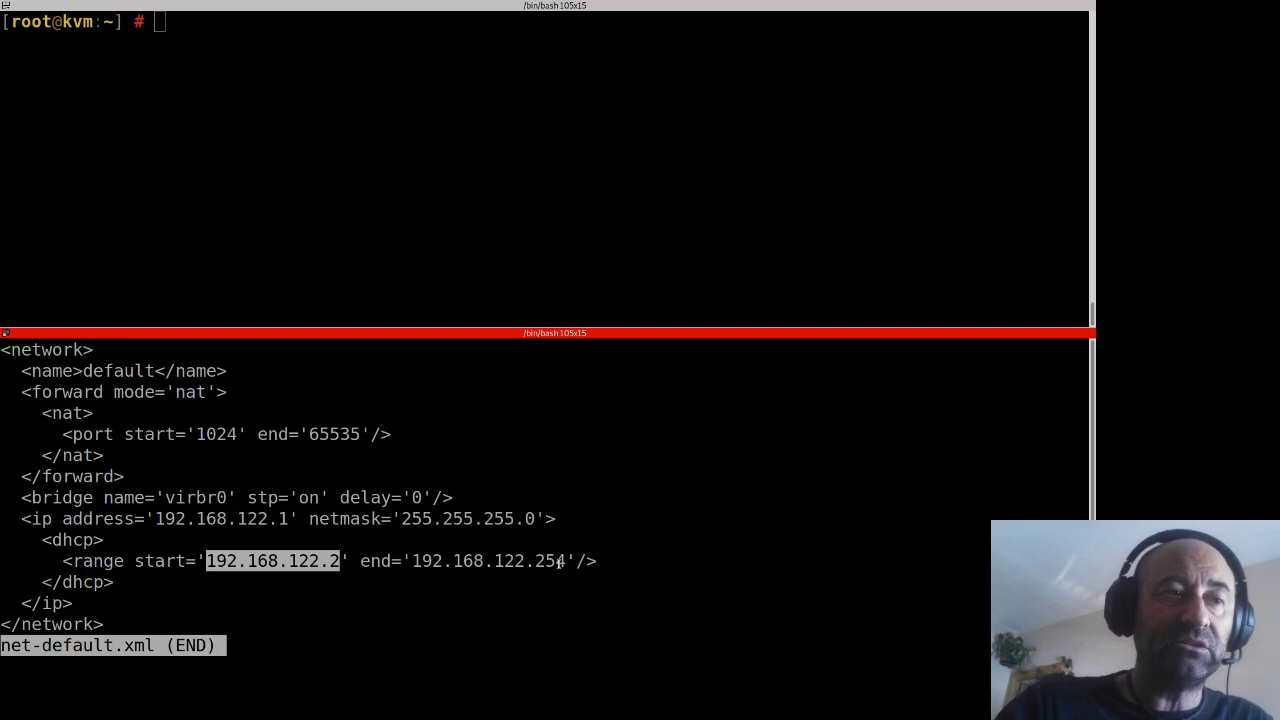 /bin/bash 105x15
[root@kvm:~] #
/bin/bash 105x15
<network>
  <name>default</name>
  <forward mode='nat'>
    <nat>
      <port start='1024' end='65535'/>
    </nat>
  </forward>
  <bridge name='virbr0' stp='on' delay='0'/>
  <ip address='192.168.122.1' netmask='255.255.255.0'>
    <dhcp>
      <range start='192.168.122.2' end='192.168.122.254'/>
    </dhcp>
  </ip>
</network>
net-default.xml (END)